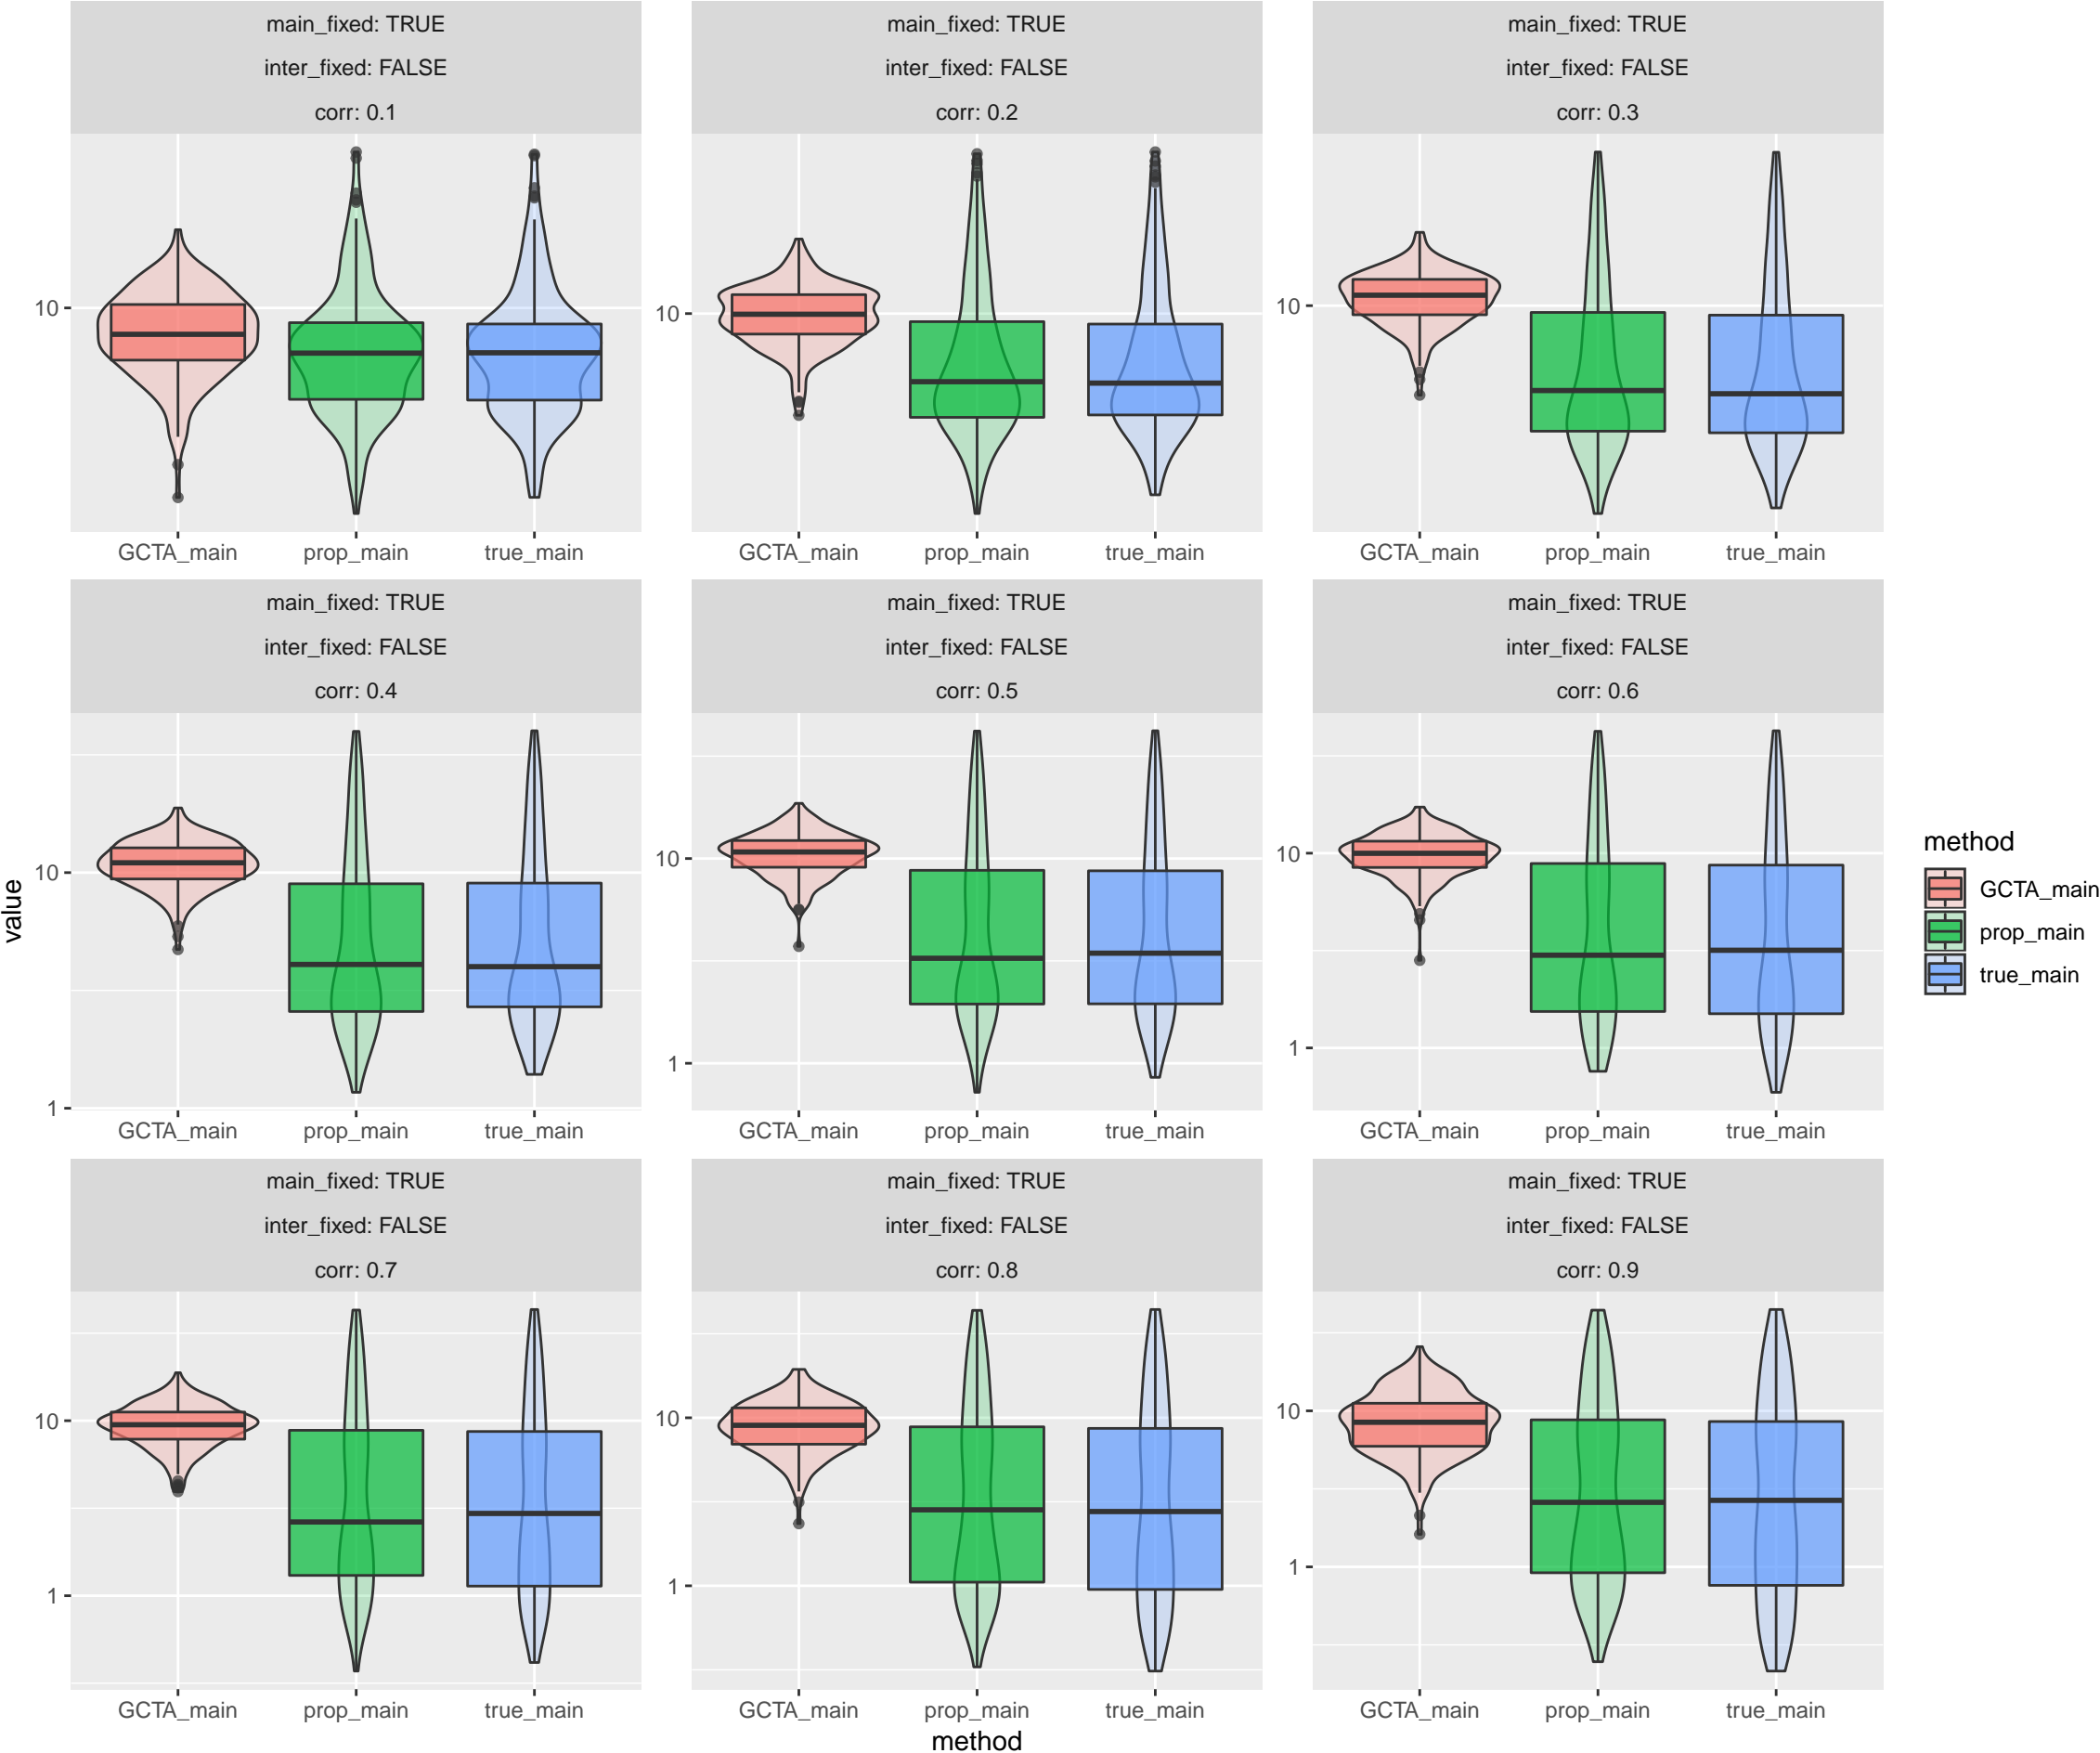 main_fixed: TRUE
inter_fixed: FALSE
corr: 0.1
main_fixed: TRUE
inter_fixed: FALSE
corr: 0.2
main_fixed: TRUE
inter_fixed: FALSE
corr: 0.3
10
10
10
GCTA_main prop_main true_main
GCTA_main prop_main true_main
GCTA_main prop_main true_main
main_fixed: TRUE
inter_fixed: FALSE
corr: 0.4
main_fixed: TRUE
inter_fixed: FALSE
corr: 0.5
main_fixed: TRUE
inter_fixed: FALSE
corr: 0.6
value
10
1
10
1
10
1
GCTA_main prop_main true_main
GCTA_main prop_main true_main
GCTA_main prop_main true_main
main_fixed: TRUE
inter_fixed: FALSE
corr: 0.7
main_fixed: TRUE
inter_fixed: FALSE
corr: 0.8
main_fixed: TRUE
inter_fixed: FALSE
corr: 0.9
10
1
10
1
10
1
GCTA_main prop_main true_main
GCTA_main prop_main true_main
GCTA_main prop_main true_main
method
method
GCTA_main
prop_main
true_main